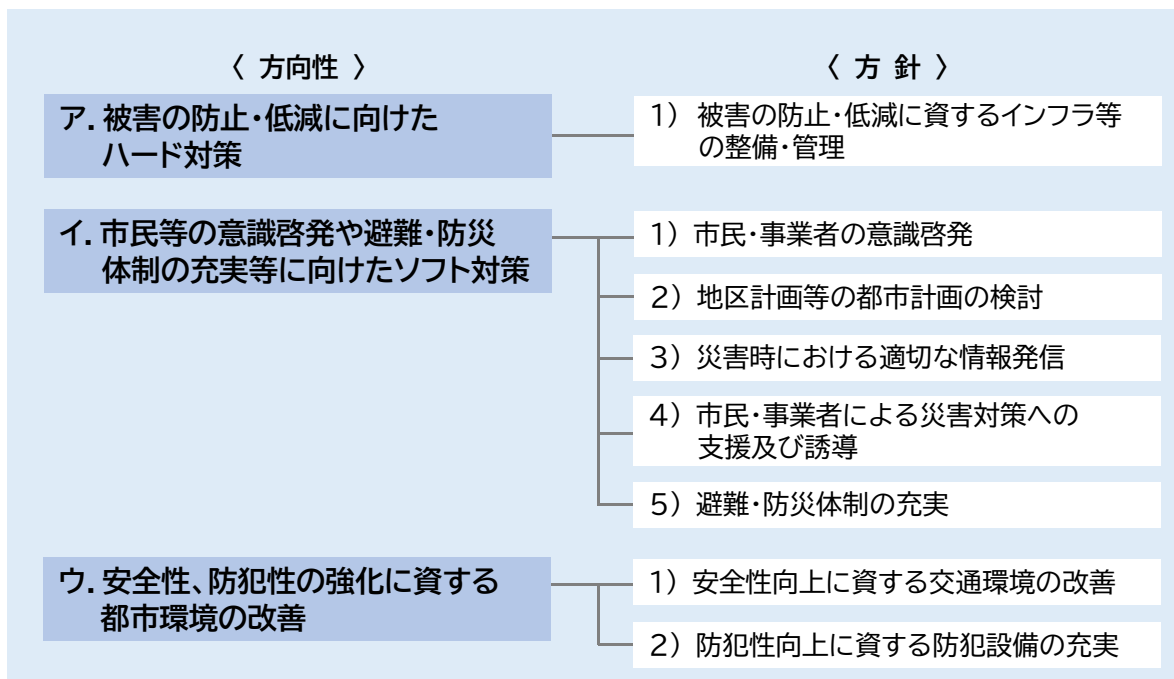 〈 方向性 〉
〈 方 針 〉
ア. 被害の防止・低減に向けた
ハード対策
1) 被害の防止・低減に資するインフラ等
の整備・管理
イ. 市民等の意識啓発や避難・防災
体制の充実等に向けたソフト対策
1) 市民・事業者の意識啓発
2) 地区計画等の都市計画の検討
3) 災害時における適切な情報発信
4) 市民・事業者による災害対策への
支援及び誘導
5) 避難・防災体制の充実
ウ. 安全性、防犯性の強化に資する
都市環境の改善
1) 安全性向上に資する交通環境の改善
2) 防犯性向上に資する防犯設備の充実